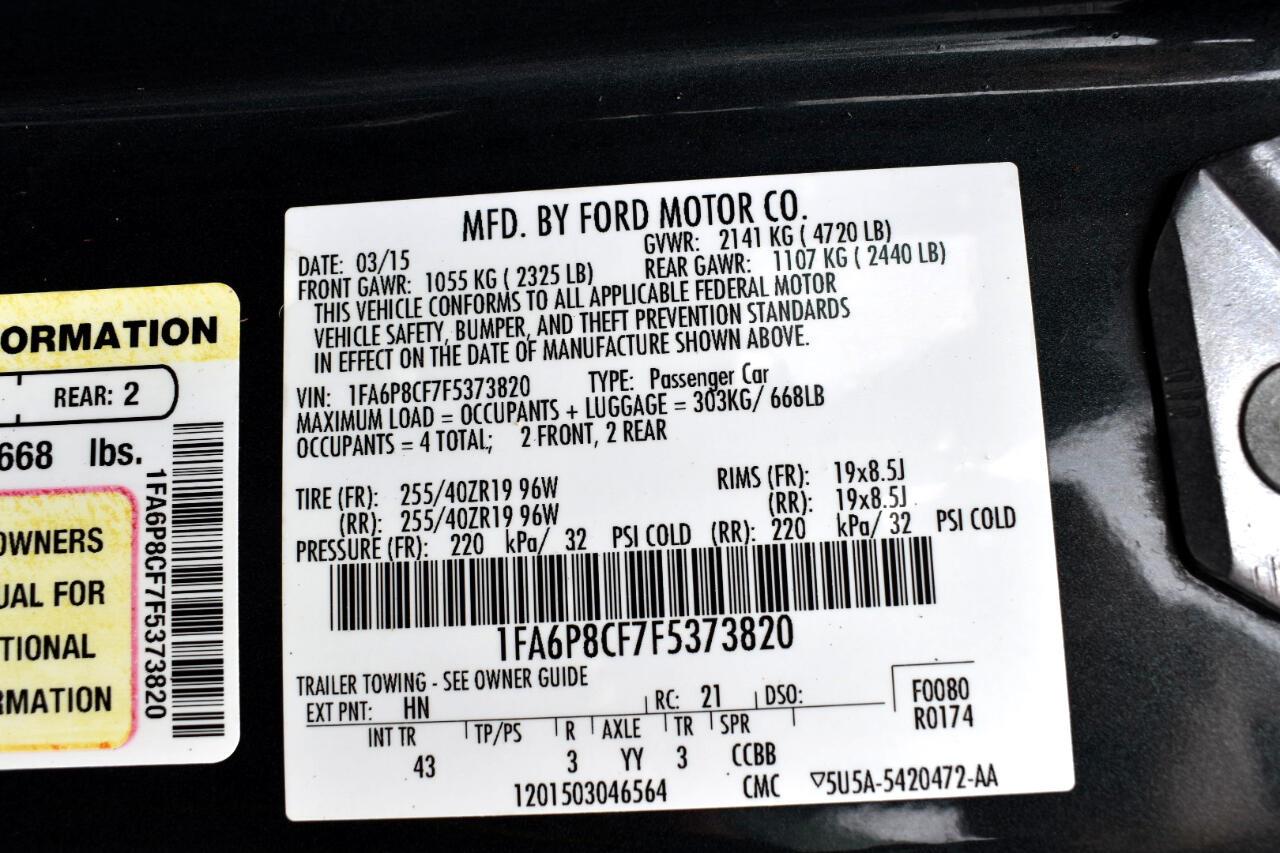 ORMATION
REAR: 2
668 lbs.
OWNERS
UAL FOR
TIONAL
RMATION
1FA6P8CF7F5373820
MFD. BY FORD MOTOR CO.
DATE: 03/15 GVWR: 2141 KG ( 4720 LB)
FRONT GAWR: 1055 KG ( 2325 LB) REAR GAWR: 1107 KG ( 2440 LB)
THIS VEHICLE CONFORMS TO ALL APPLICABLE FEDERAL MOTOR
VEHICLE SAFETY, BUMPER, AND THEFT PREVENTION STANDARDS
IN EFFECT ON THE DATE OF MANUFACTURE SHOWN ABOVE.
VIN: 1FA6P8CF7F5373820 TYPE: Passenger Car
MAXIMUM LOAD = OCCUPANTS + LUGGAGE = 303KG/ 668LB
OCCUPANTS = 4 TOTAL; 2 FRONT, 2 REAR
TIRE (FR): 255/40ZR19 96W RIMS (FR): 19x8.5J
(RR): 255/40ZR19 96W (RR): 19x8.5J
PRESSURE (FR): 220 kPa/ 32 PSI COLD (RR): 220 kPa/ 32 PSI COLD
1FA6P8CF7F5373820
TRAILER TOWING - SEE OWNER GUIDE
EXT PNT: HN RC: 21 DSO: F0080
R0174
INT TR TP/PS R AXLE TR SPR
43 3 YY 3 CCBB
1201503046564 CMC ▽5U5A-5420472-AA